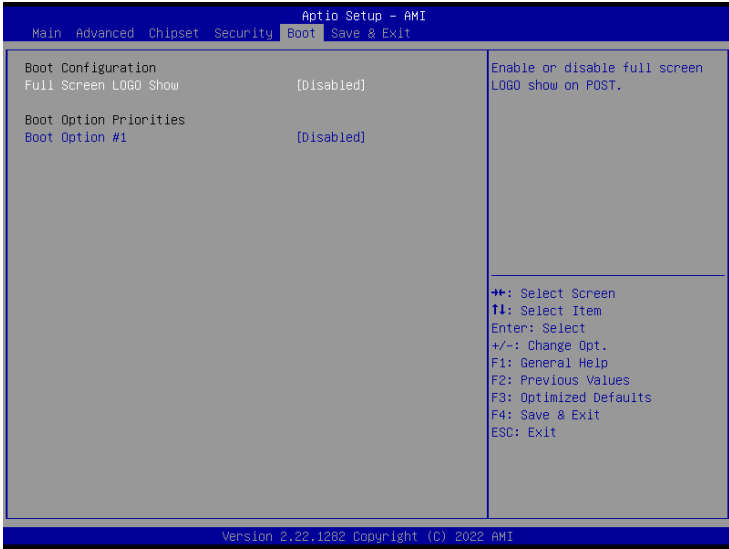 Aptio Setup – AMI
Main Advanced Chipset Security Boot Save & Exit
Boot Configuration
Full Screen LOGO Show [Disabled]
Boot Option Priorities
Boot Option #1 [Disabled]
Enable or disable full screen
LOGO show on POST.
→←: Select Screen
↑↓: Select Item
Enter: Select
+/-: Change Opt.
F1: General Help
F2: Previous Values
F3: Optimized Defaults
F4: Save & Exit
ESC: Exit
Version 2.22.1282 Copyright (C) 2022 AMI